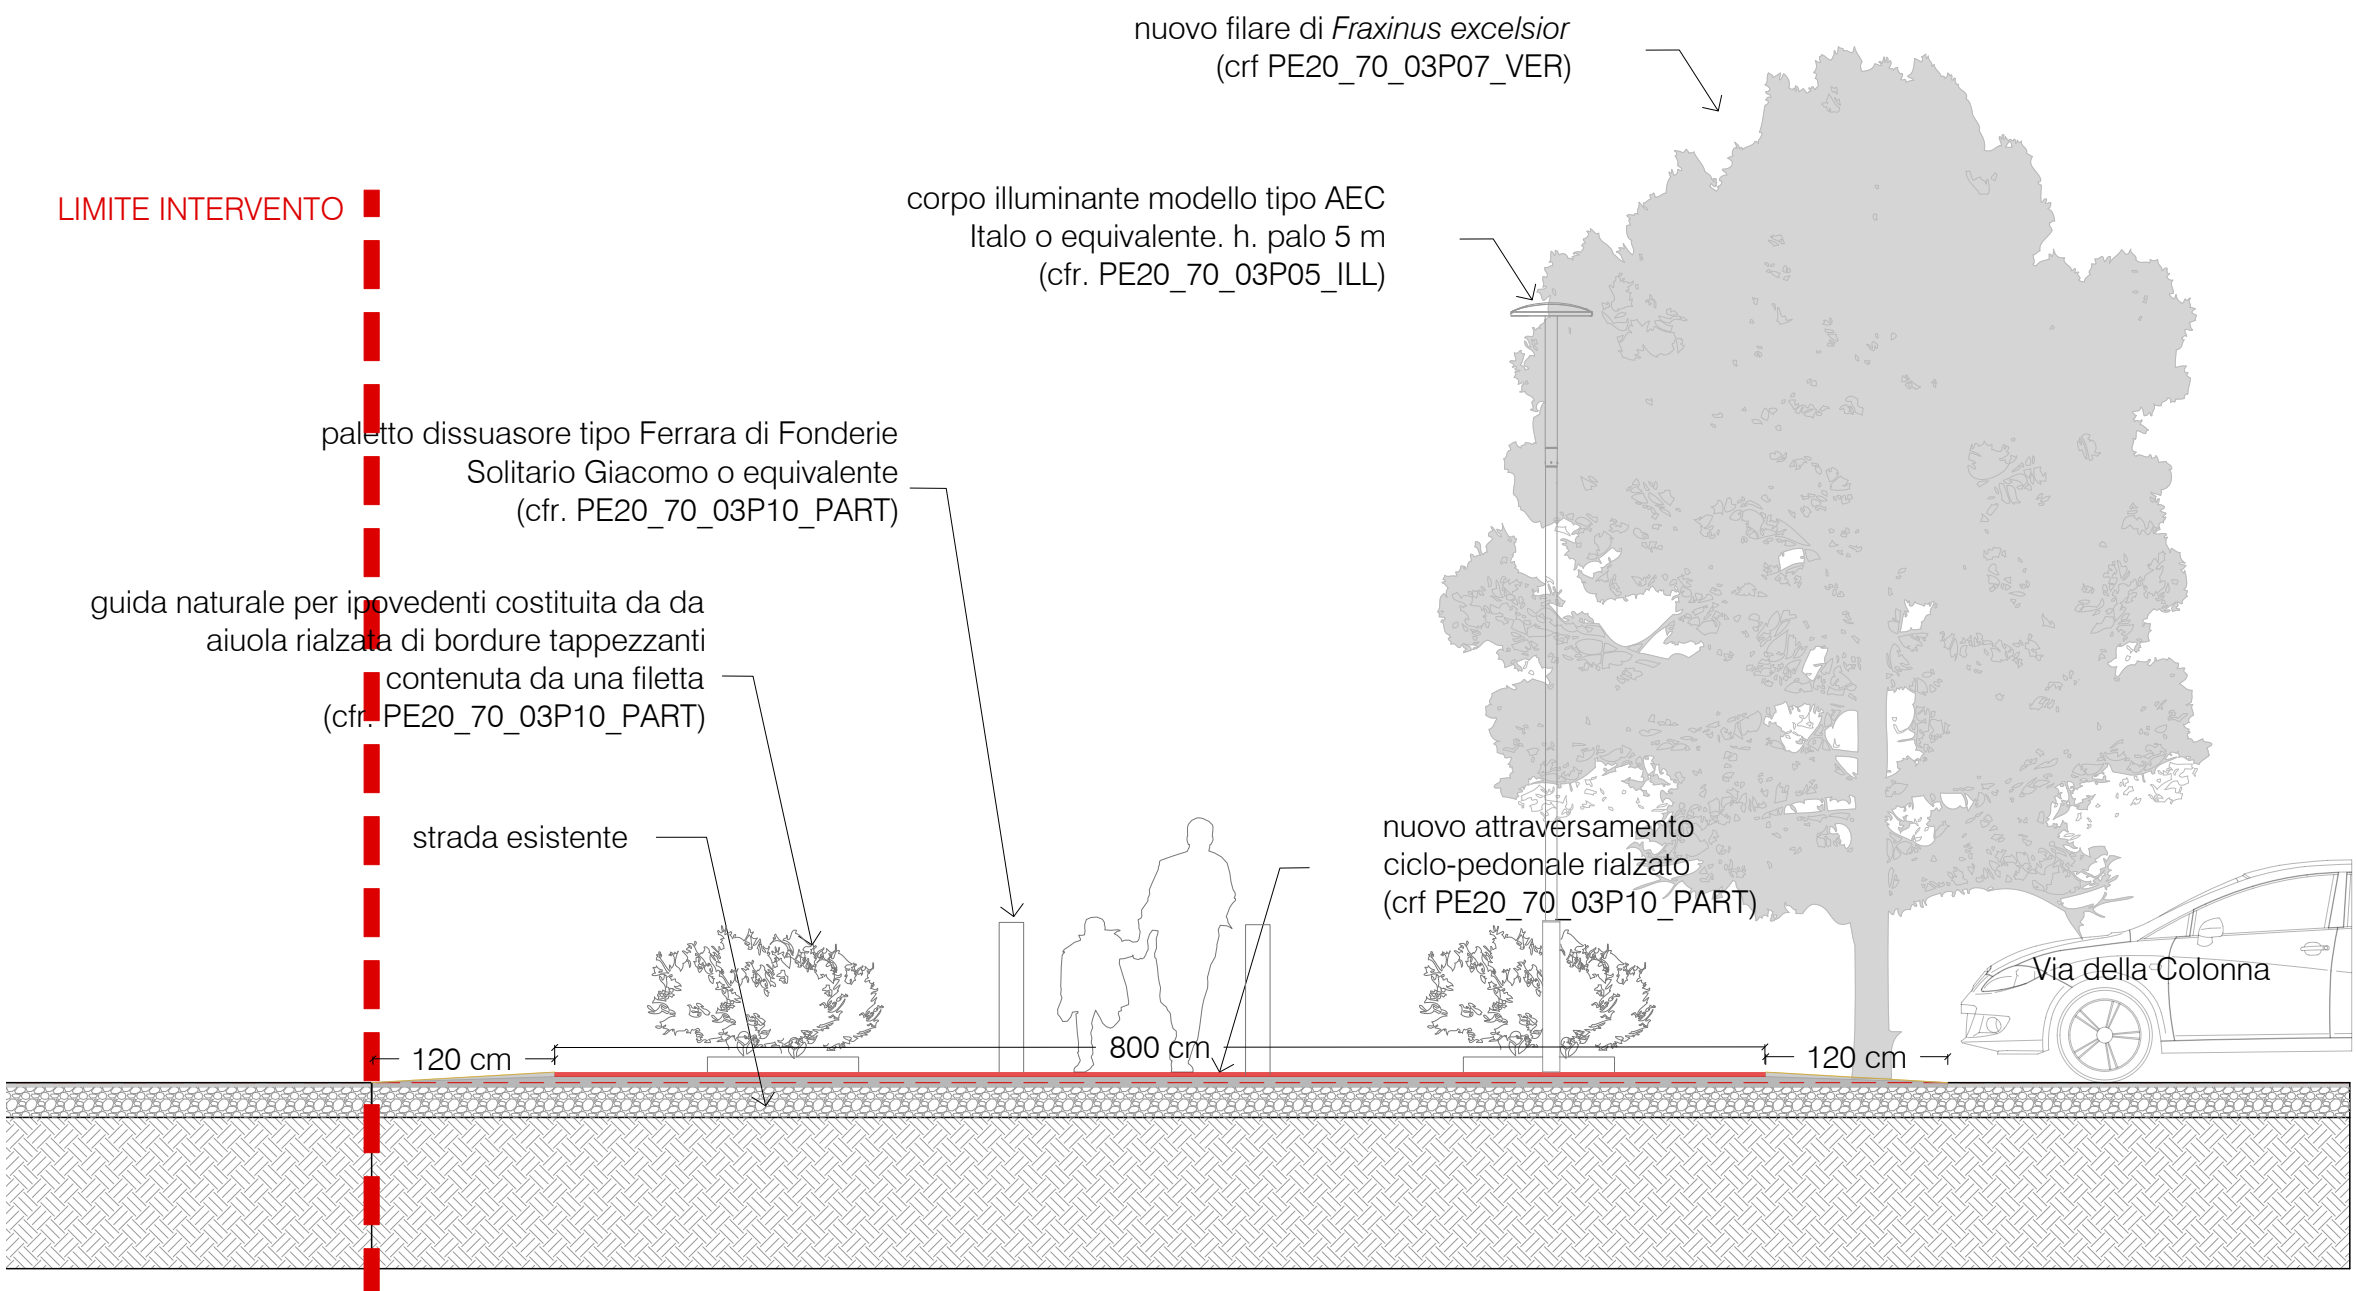 nuovo filare di Fraxinus excelsior
(crf PE20_70_03P07_VER)
LIMITE INTERVENTO
corpo illuminante modello tipo AEC
Italo o equivalente. h. palo 5 m
(cfr. PE20_70_03P05_ILL)
paletto dissuasore tipo Ferrara di Fonderie
Solitario Giacomo o equivalente
(cfr. PE20_70_03P10_PART)
guida naturale per ipovedenti costituita da da
aiuola rialzata di bordure tappezzanti
contenuta da una filetta
(cfr. PE20_70_03P10_PART)
strada esistente
nuovo attraversamento
ciclo-pedonale rialzato
(crf PE20_70_03P10_PART)
Via della Colonna
120 cm
800 cm
120 cm